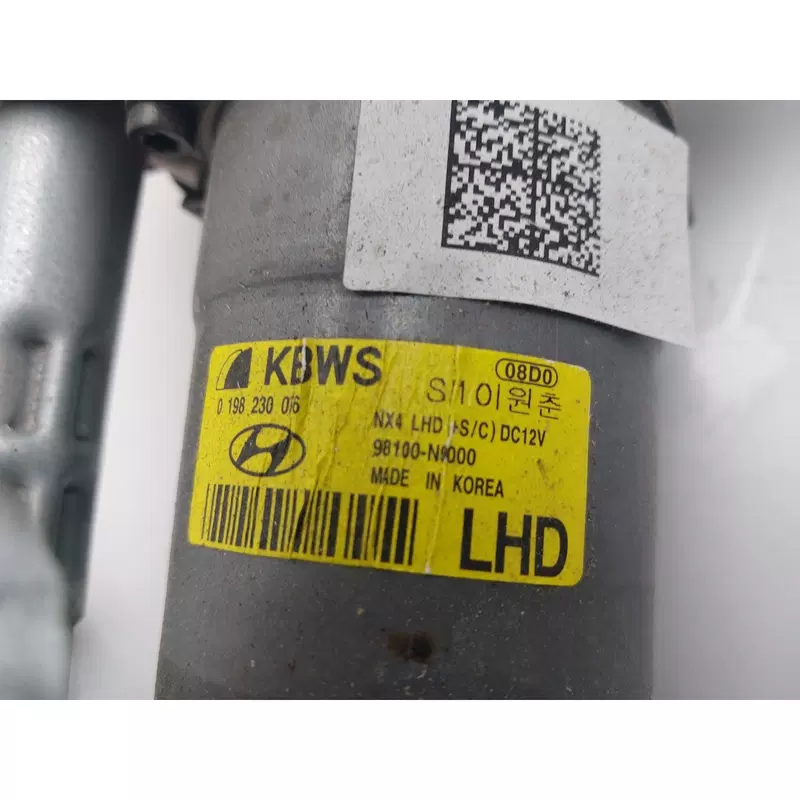 KBWS
08D0
0 198 230 0/6
S/10이원춘
NX4 LHD (+S/C) DC12V
98100-N9000
MADE IN KOREA
LHD